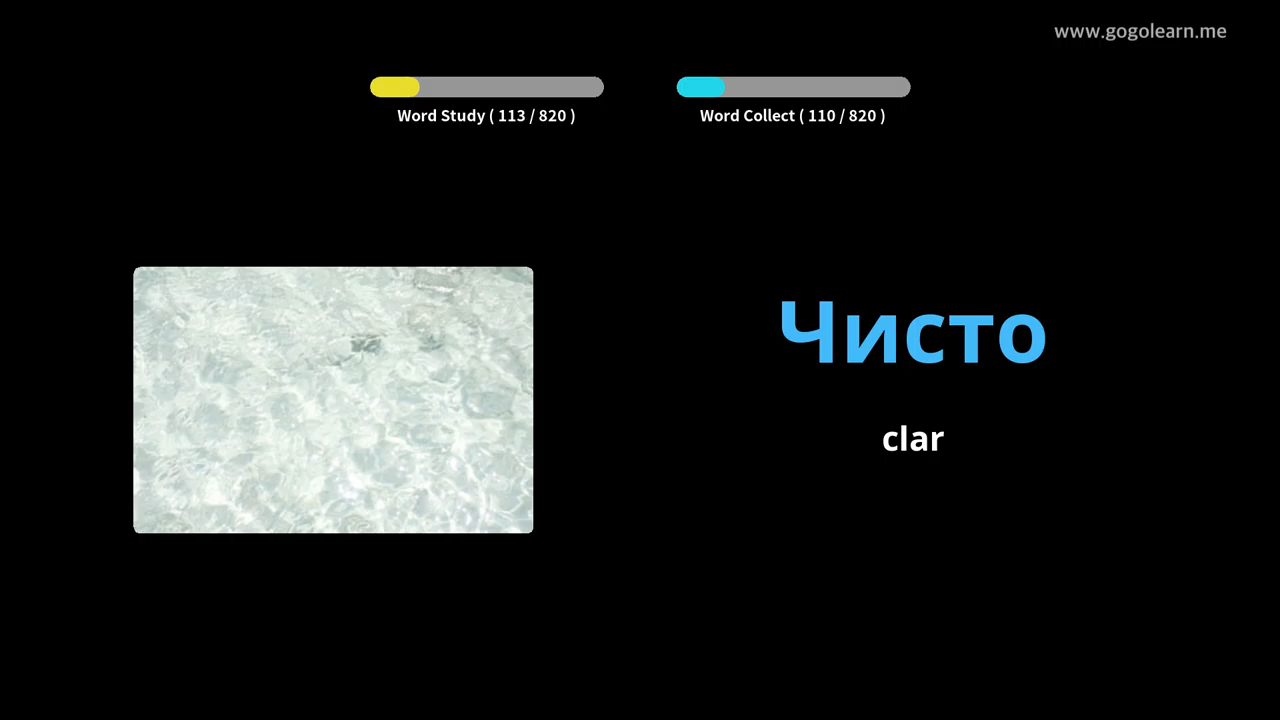 www.gogolearn.me
Word Study ( 113 / 820 )
Word Collect ( 110 / 820 )
Чисто
clar